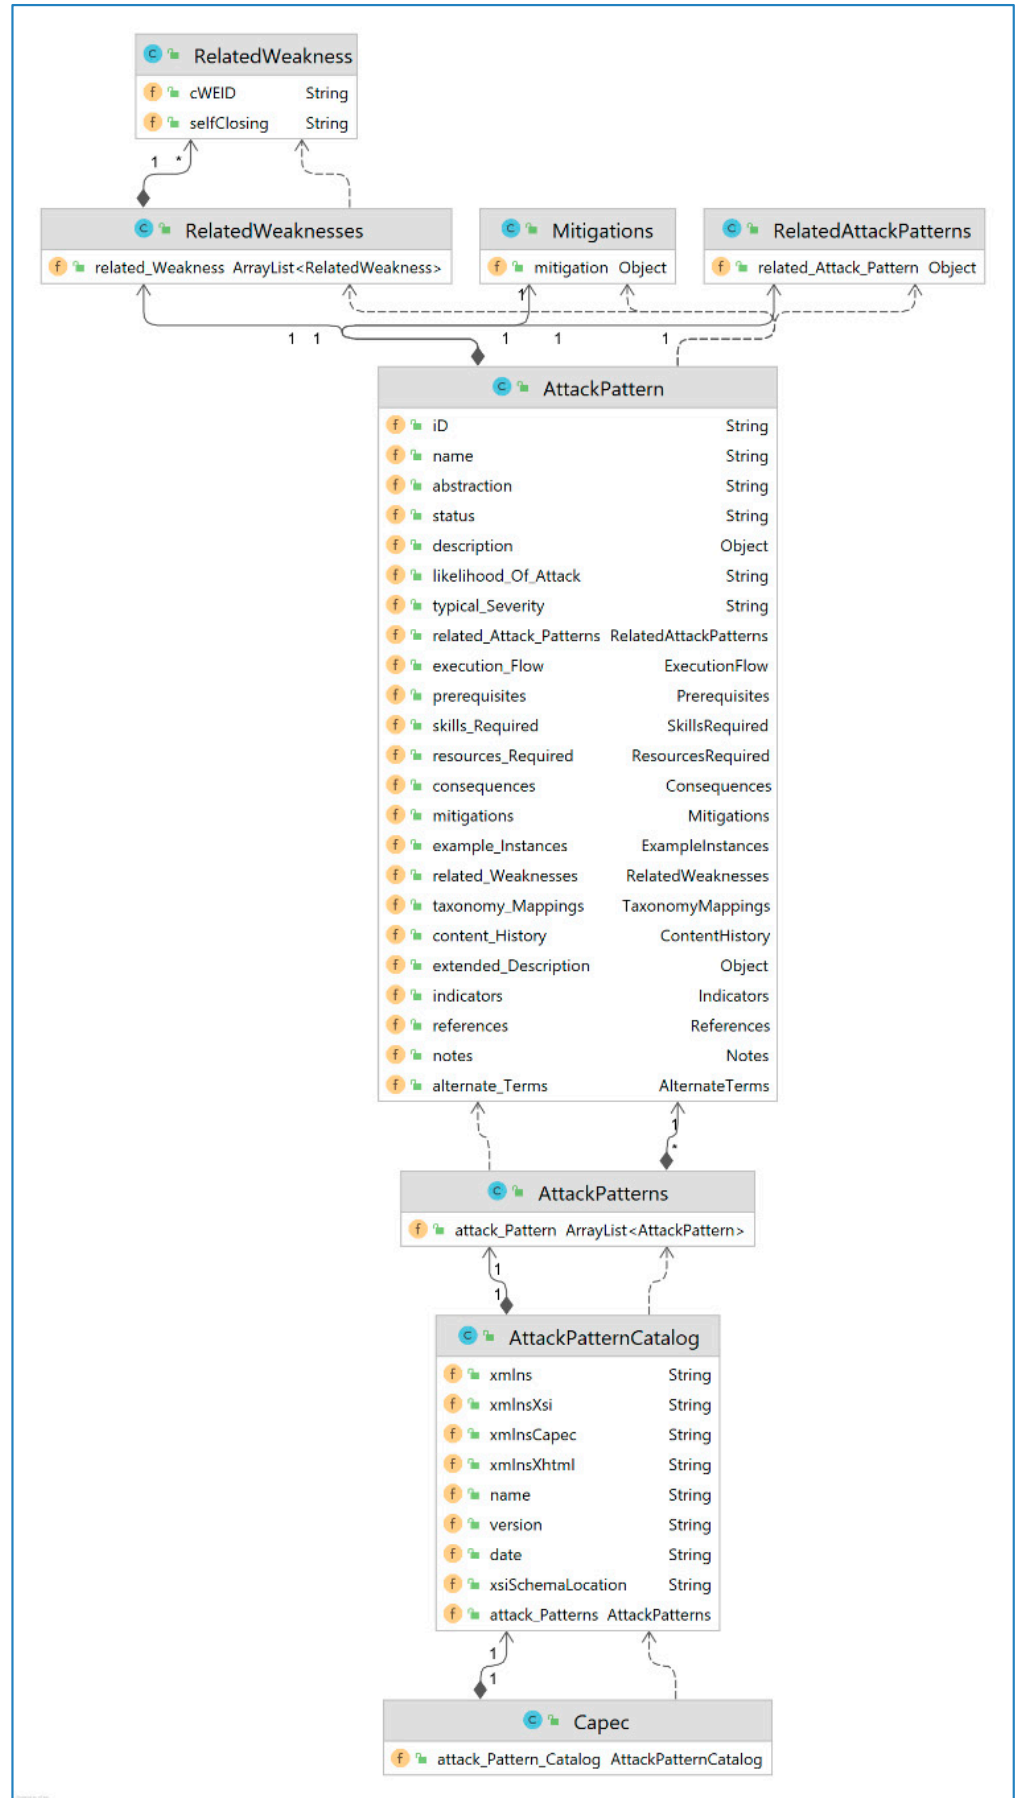 RelatedWeakness
cWEID String
selfClosing String
1 *
RelatedWeaknesses
related_Weakness ArrayList<RelatedWeakness>
Mitigations
mitigation Object
RelatedAttackPatterns
related_Attack_Pattern Object
1
1 1 1 1 1
AttackPattern
iD String
name String
abstraction String
status String
description Object
likelihood_Of_Attack String
typical_Severity String
related_Attack_Patterns RelatedAttackPatterns
execution_Flow ExecutionFlow
prerequisites Prerequisites
skills_Required SkillsRequired
resources_Required ResourcesRequired
consequences Consequences
mitigations Mitigations
example_Instances ExampleInstances
related_Weaknesses RelatedWeaknesses
taxonomy_Mappings TaxonomyMappings
content_History ContentHistory
extended_Description Object
indicators Indicators
references References
notes Notes
alternate_Terms AlternateTerms
1
*
AttackPatterns
attack_Pattern ArrayList<AttackPattern>
1
1
AttackPatternCatalog
xmlns String
xmlnsXsi String
xmlnsCapec String
xmlnsXhtml String
name String
version String
date String
xsiSchemaLocation String
attack_Patterns AttackPatterns
1
1
Capec
attack_Pattern_Catalog AttackPatternCatalog